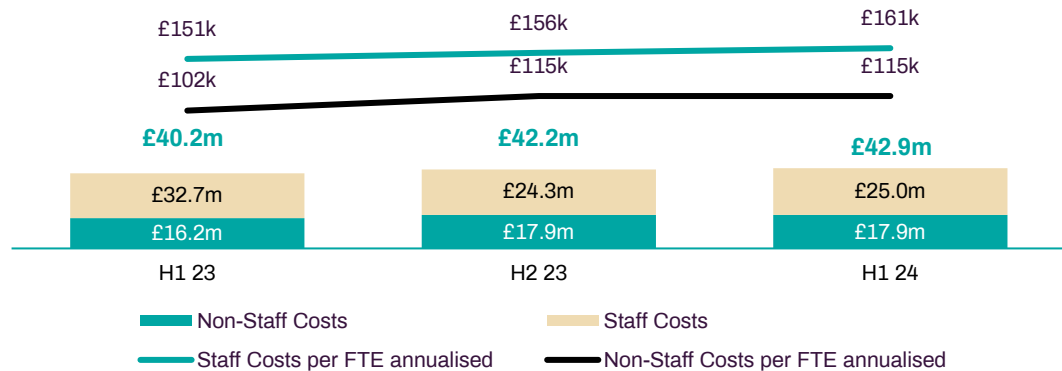 £151k £156k £161k
£102k £115k £115k
£40.2m £42.2m £42.9m
£32.7m £24.3m £25.0m
£16.2m £17.9m £17.9m
H1 23 H2 23 H1 24
Non-Staff Costs Staff Costs
Staff Costs per FTE annualised Non-Staff Costs per FTE annualised